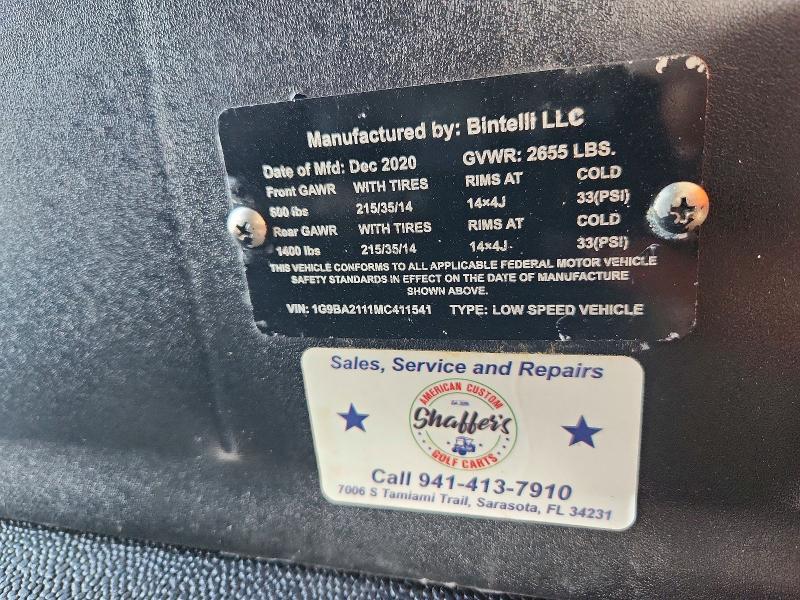 Manufactured by: Bintelli LLC
Date of Mfd: Dec 2020 GVWR: 2655 LBS.
Front GAWR WITH TIRES RIMS AT COLD
800 lbs 215/35/14 14×4J 33(PSI)
Rear GAWR WITH TIRES RIMS AT COLD
1400 lbs 215/35/14 14×4J 33(PSI)
THIS VEHICLE CONFORMS TO ALL APPLICABLE FEDERAL MOTOR VEHICLE
SAFETY STANDARDS IN EFFECT ON THE DATE OF MANUFACTURE
SHOWN ABOVE.
VIN: 1G9BA2111MC411541 TYPE: LOW SPEED VEHICLE
Sales, Service and Repairs
AMERICAN CUSTOM
Shaffer's
GOLF CARTS
Call 941-413-7910
7006 S Tamiami Trail, Sarasota, FL 34231